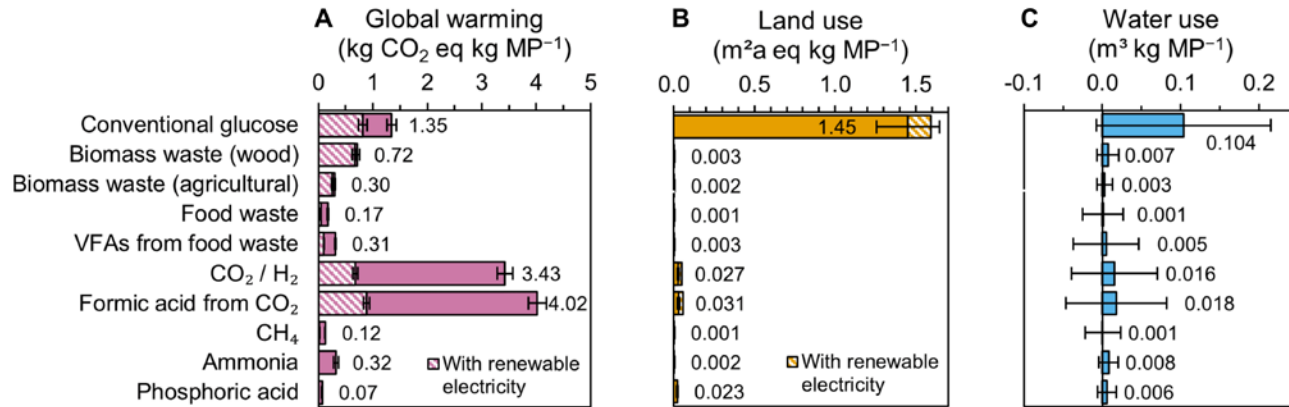 A Global warming
(kg CO₂ eq kg MP⁻¹)
0 1 2 3 4 5
B Land use
(m²a eq kg MP⁻¹)
0.0 0.5 1.0 1.5
C Water use
(m³ kg MP⁻¹)
-0.1 0.0 0.1 0.2
Conventional glucose 1.35 1.45 0.104
Biomass waste (wood) 0.72 0.003 0.007
Biomass waste (agricultural) 0.30 0.002 0.003
Food waste 0.17 0.001 0.001
VFAs from food waste 0.31 0.003 0.005
CO₂ / H₂ 3.43 0.027 0.016
Formic acid from CO₂ 4.02 0.031 0.018
CH₄ 0.12 0.001 0.001
Ammonia 0.32 0.002 0.008
Phosphoric acid 0.07 0.023 0.006
With renewable
electricity
With renewable
electricity